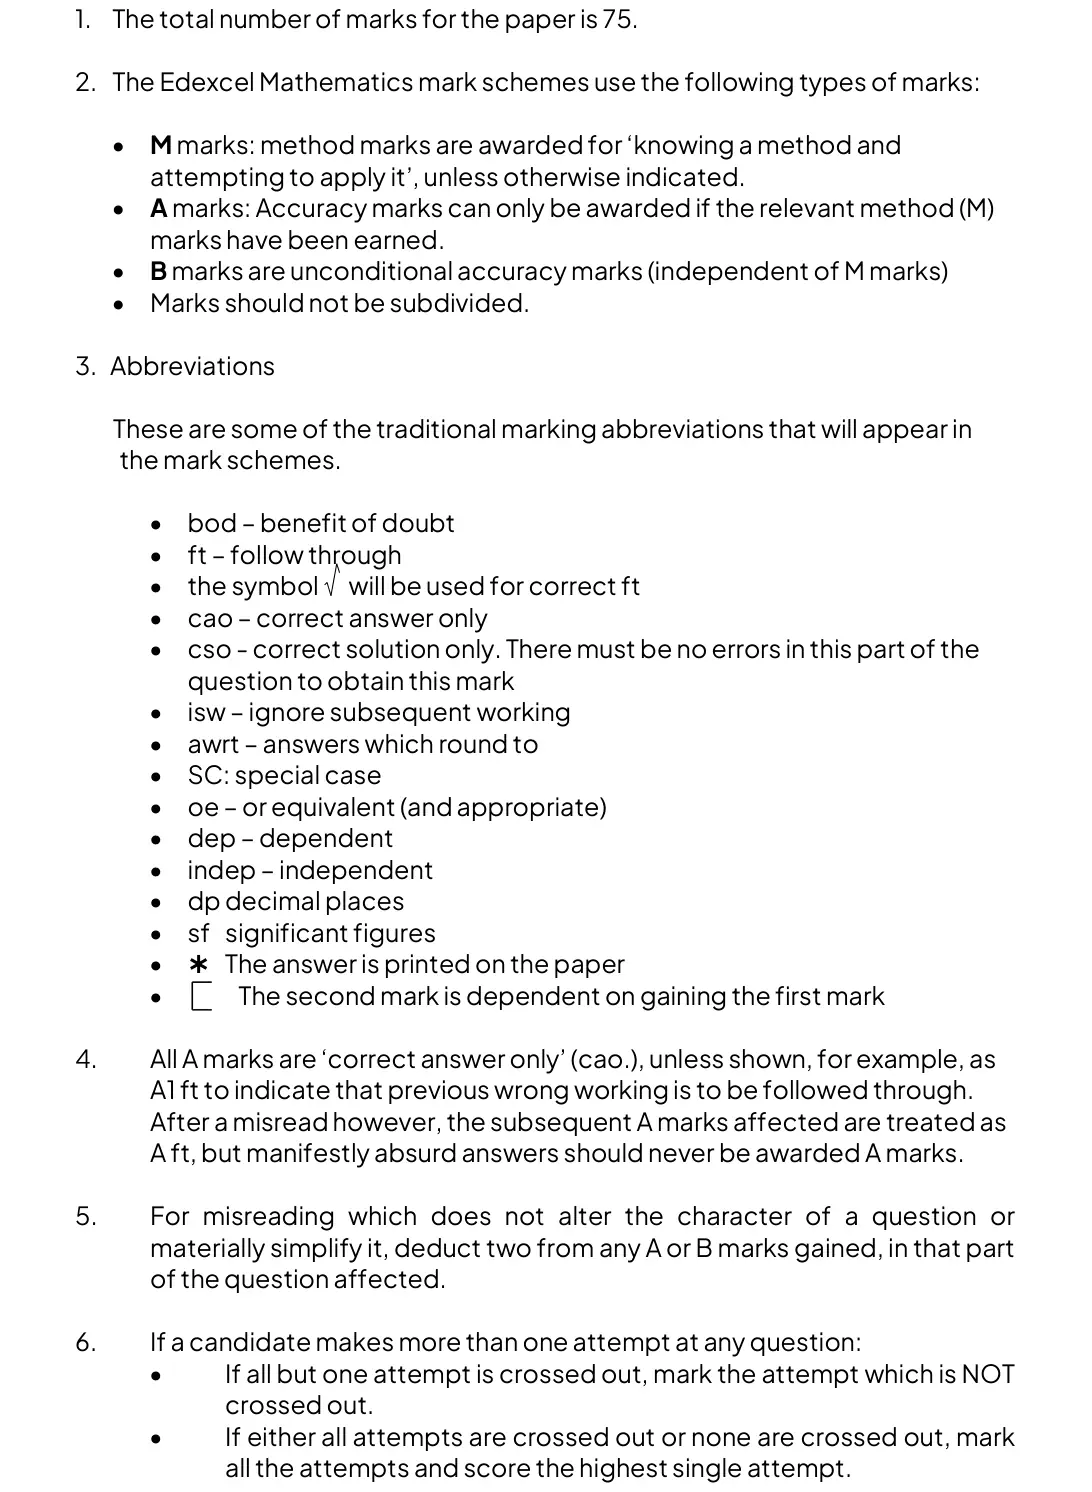 1. The total number of marks for the paper is 75.
2. The Edexcel Mathematics mark schemes use the following types of marks:
• M marks: method marks are awarded for ‘knowing a method and
attempting to apply it’, unless otherwise indicated.
• A marks: Accuracy marks can only be awarded if the relevant method (M)
marks have been earned.
• B marks are unconditional accuracy marks (independent of M marks)
• Marks should not be subdivided.
3. Abbreviations
These are some of the traditional marking abbreviations that will appear in
the mark schemes.
• bod – benefit of doubt
• ft – follow through
• the symbol √ will be used for correct ft
• cao – correct answer only
• cso - correct solution only. There must be no errors in this part of the
question to obtain this mark
• isw – ignore subsequent working
• awrt – answers which round to
• SC: special case
• oe – or equivalent (and appropriate)
• dep – dependent
• indep – independent
• dp decimal places
• sf significant figures
• * The answer is printed on the paper
• [ The second mark is dependent on gaining the first mark
4. All A marks are ‘correct answer only’ (cao.), unless shown, for example, as
A1 ft to indicate that previous wrong working is to be followed through.
After a misread however, the subsequent A marks affected are treated as
A ft, but manifestly absurd answers should never be awarded A marks.
5. For misreading which does not alter the character of a question or
materially simplify it, deduct two from any A or B marks gained, in that part
of the question affected.
6. If a candidate makes more than one attempt at any question:
• If all but one attempt is crossed out, mark the attempt which is NOT
crossed out.
• If either all attempts are crossed out or none are crossed out, mark
all the attempts and score the highest single attempt.